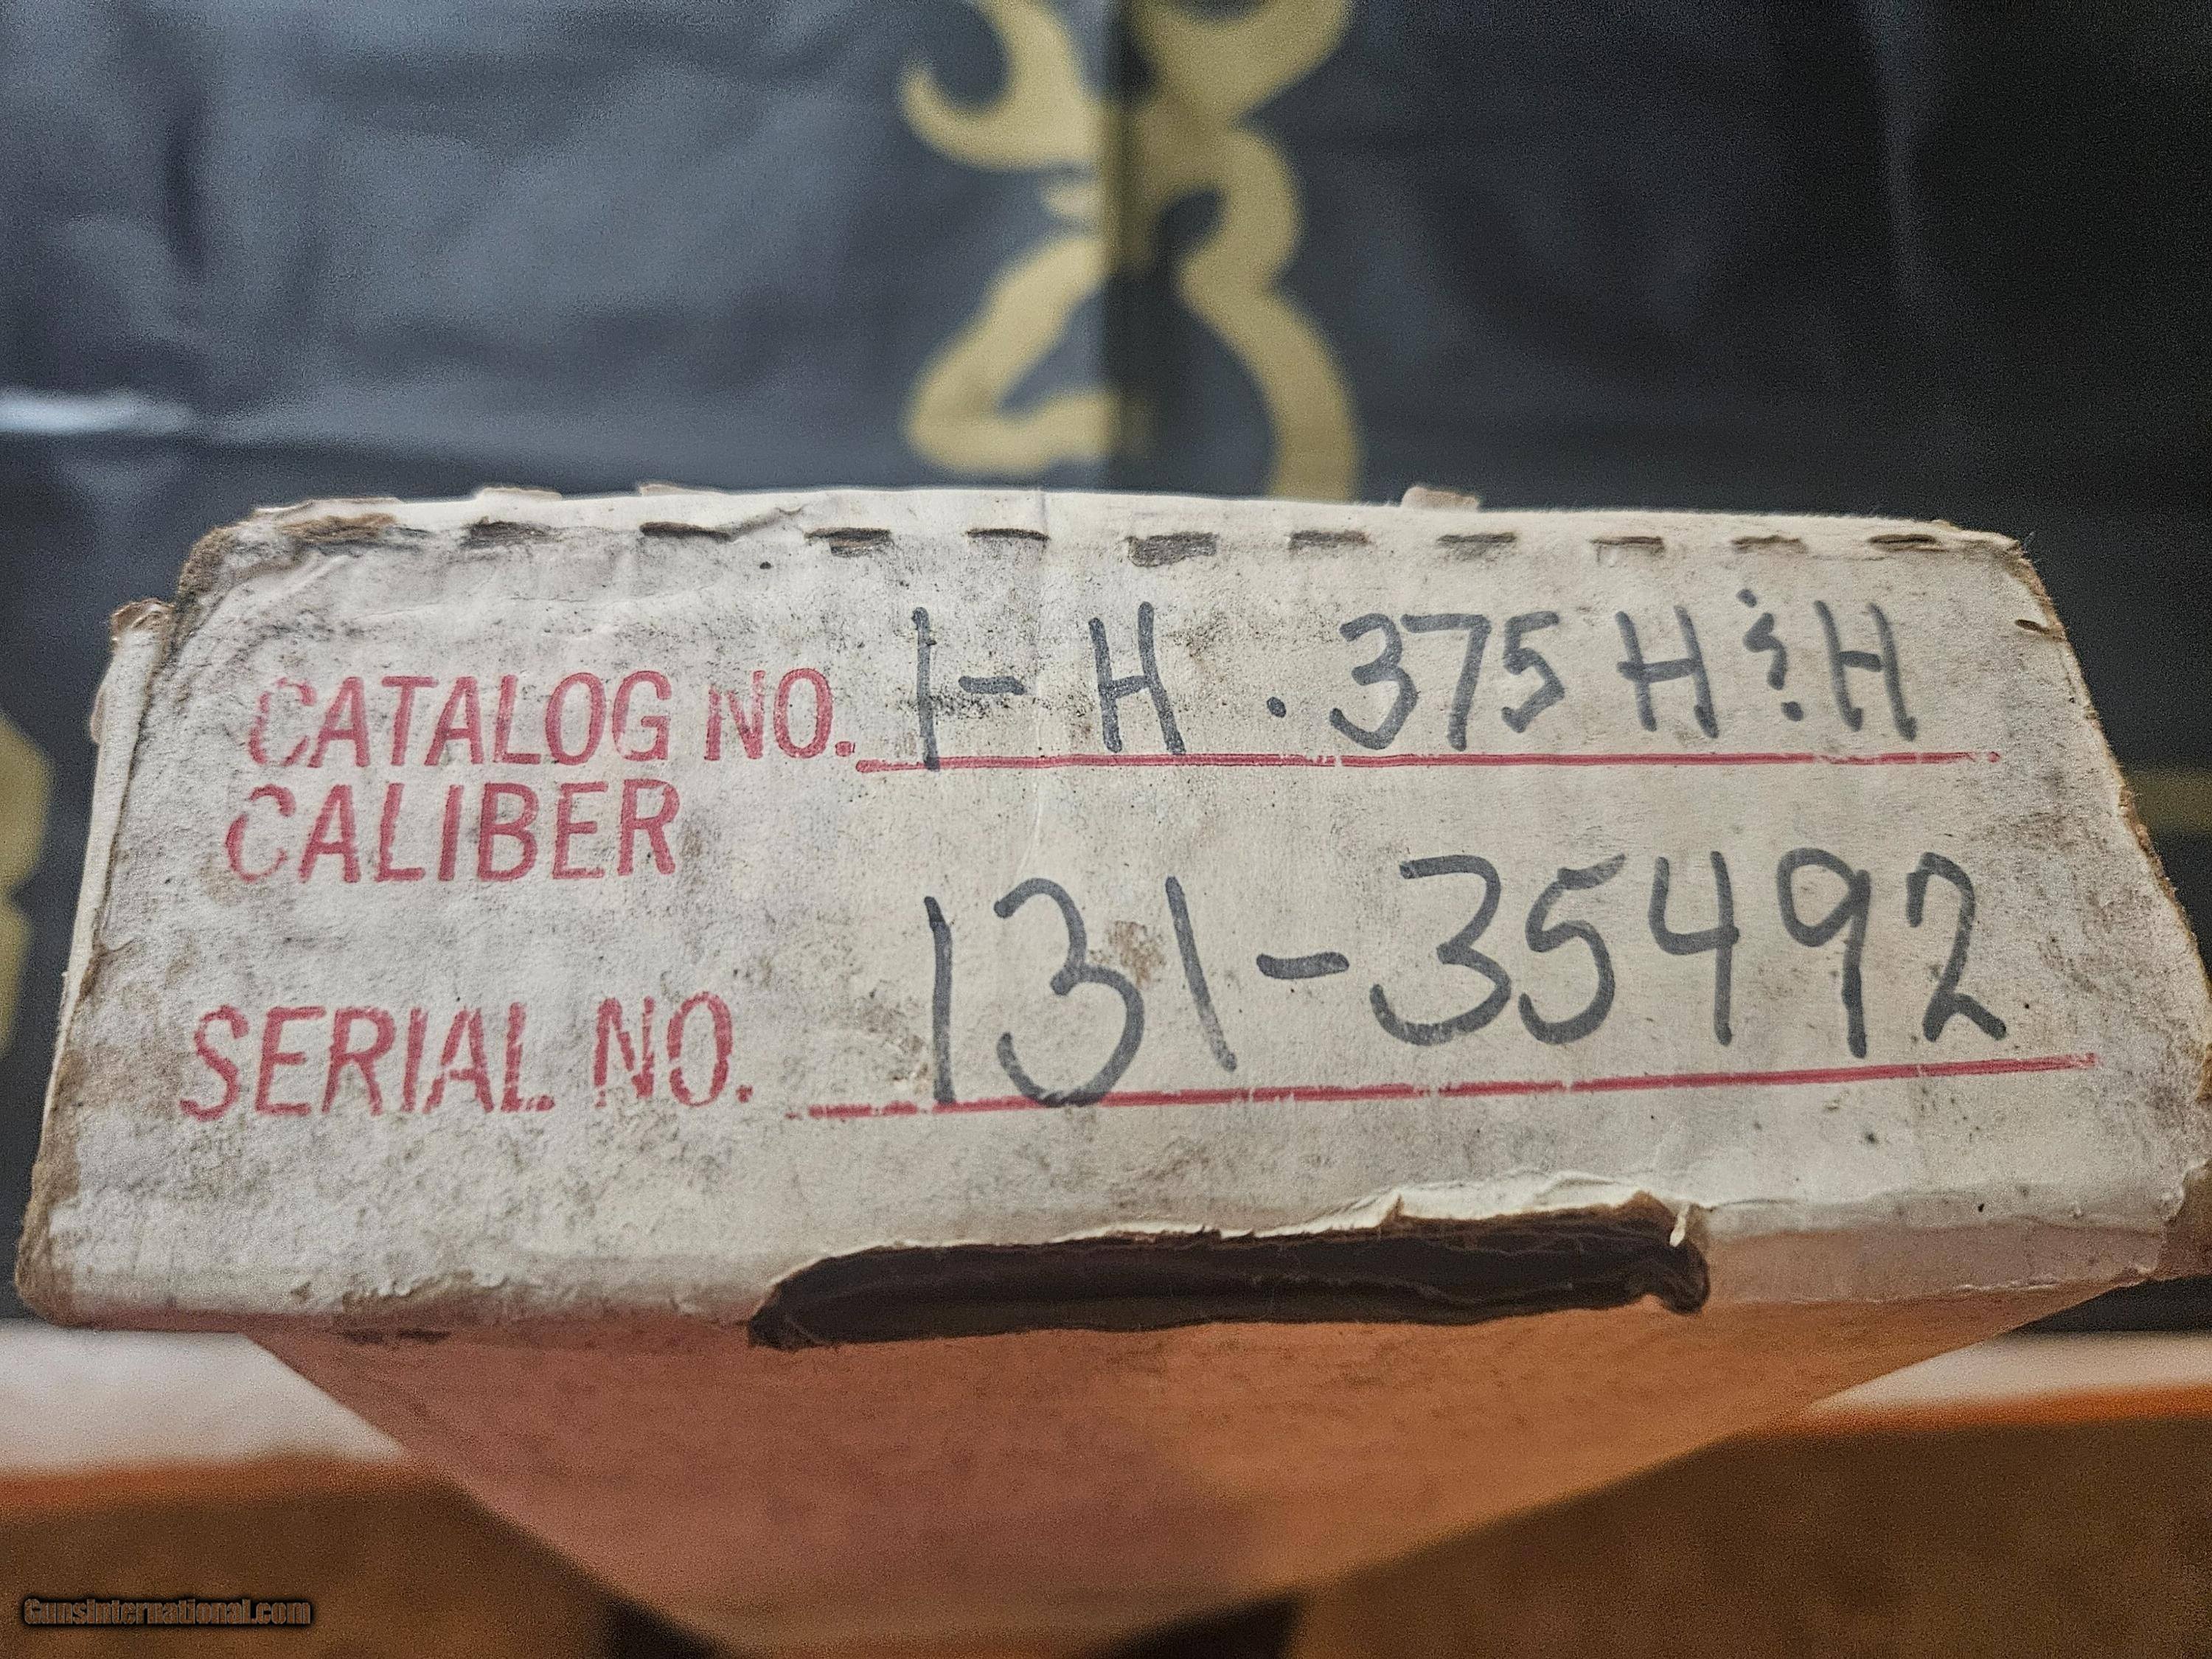 CATALOG NO. 1-H .375 H & H
CALIBER
SERIAL NO. 131-35492
GunsInternational.com